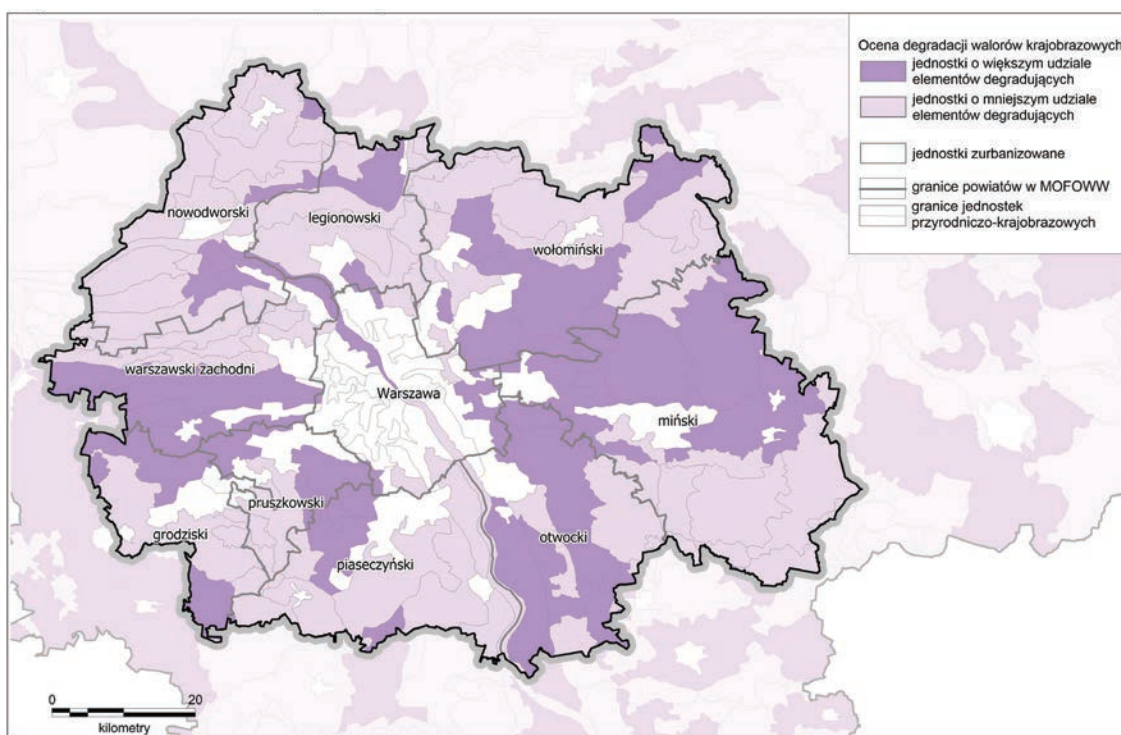 Ocena degradacji walorów krajobrazowych
jednostki o większym udziale
elementów degradujących
jednostki o mniejszym udziale
elementów degradujących
jednostki zurbanizowane
granice powiatów w MOFOWW
granice jednostek
przyrodniczo-krajobrazowych
nowodworski
legionowski
wołomiński
warszawski zachodni
Warszawa
miński
pruszkowski
grodziski
otwocki
piaseczyński
0 20
kilometry